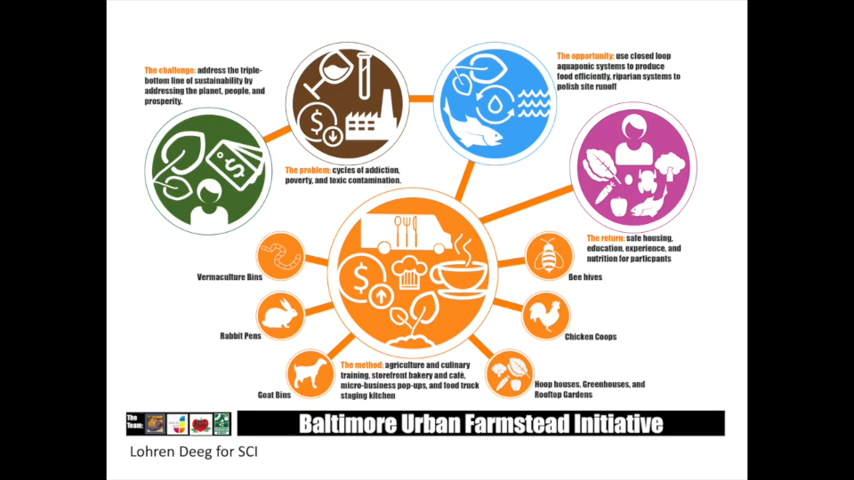 The challenge: address the triple-
bottom line of sustainability by
addressing the planet, people, and
prosperity.
The problem: cycles of addiction,
poverty, and toxic contamination.
The opportunity: use closed loop
aquaponic systems to produce
food efficiently, riparian systems to
polish site runoff
The return: safe housing,
education, experience, and
nutrition for particpants
Vermaculture Bins
Rabbit Pens
Goat Bins
The method: agriculture and culinary
training, storefront bakery and café,
micro-business pop-ups, and food truck
staging kitchen
Bee hives
Chicken Coops
Hoop houses, Greenhouses, and
Rooftop Gardens
The
Team:
Baltimore Urban Farmstead Initiative
Lohren Deeg for SCI